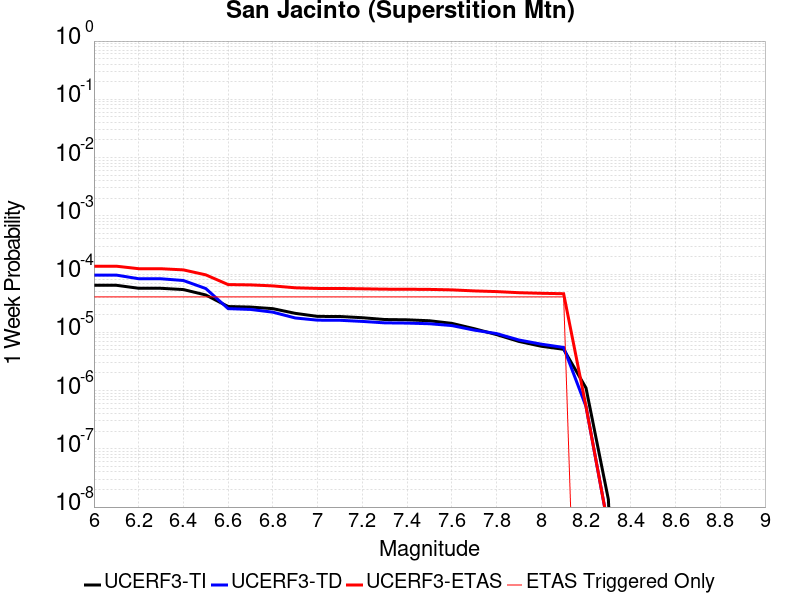 San Jacinto (Superstition Mtn)
10^0
10^-1
10^-2
10^-3
10^-4
10^-5
10^-6
10^-7
10^-8
1 Week Probability
6 6.2 6.4 6.6 6.8 7 7.2 7.4 7.6 7.8 8 8.2 8.4 8.6 8.8 9
Magnitude
UCERF3-TI UCERF3-TD UCERF3-ETAS ETAS Triggered Only